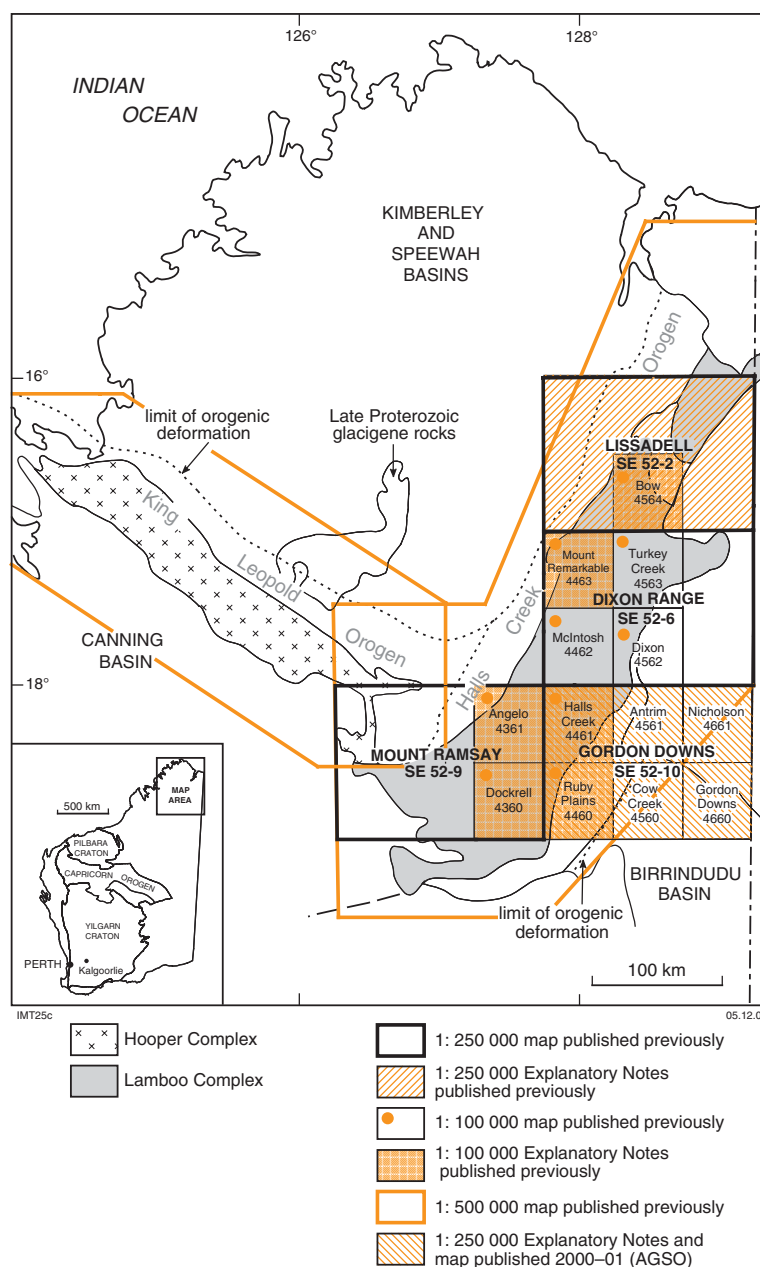 126°
128°
INDIAN
OCEAN
KIMBERLEY
AND
SPEEWAH
BASINS
Orogen
16°
limit of orogenic
deformation
Late Proterozoic
glacigene rocks
LISSADELL
SE 52-2
Bow
4564
King
Leopold
Orogen
Mount
Remarkable
4463
Turkey
Creek
4563
Creek
DIXON RANGE
SE 52-6
McIntosh
4462
Dixon
4562
CANNING
BASIN
18°
Halls
Angelo
4361
Halls
Creek
4461
Antrim
4561
Nicholson
4661
MOUNT RAMSAY
SE 52-9
GORDON DOWNS
SE 52-10
Dockrell
4360
Ruby
Plains
4460
Cow
Creek
4560
Gordon
Downs
4660
500 km
MAP
AREA
PILBARA
CRATON
CAPRICORN
OROGEN
YILGARN
CRATON
PERTH
Kalgoorlie
BIRRINDUDU
BASIN
limit of orogenic
deformation
100 km
IMT25c
05.12.0
Hooper Complex
Lamboo Complex
1: 250 000 map published previously
1: 250 000 Explanatory Notes
published previously
1: 100 000 map published previously
1: 100 000 Explanatory Notes
published previously
1: 500 000 map published previously
1: 250 000 Explanatory Notes and
map published 2000–01 (AGSO)